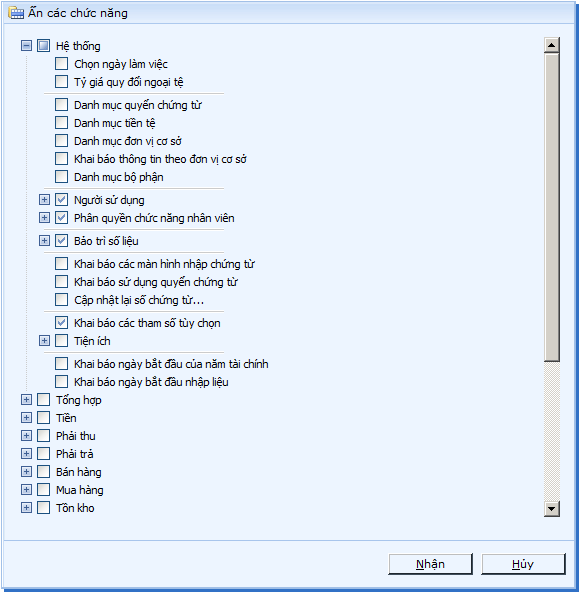 Ẩn các chức năng
Hệ thống
Chọn ngày làm việc
Tỷ giá quy đổi ngoại tệ
Danh mục quyển chứng từ
Danh mục tiền tệ
Danh mục đơn vị cơ sở
Khai báo thông tin theo đơn vị cơ sở
Danh mục bộ phận
Người sử dụng
Phân quyền chức năng nhân viên
Bảo trì số liệu
Khai báo các màn hình nhập chứng từ
Khai báo sử dụng quyển chứng từ
Cập nhật lại số chứng từ...
Khai báo các tham số tùy chọn
Tiện ích
Khai báo ngày bắt đầu của năm tài chính
Khai báo ngày bắt đầu nhập liệu
Tổng hợp
Tiền
Phải thu
Phải trả
Bán hàng
Mua hàng
Tồn kho
Nhận Hủy